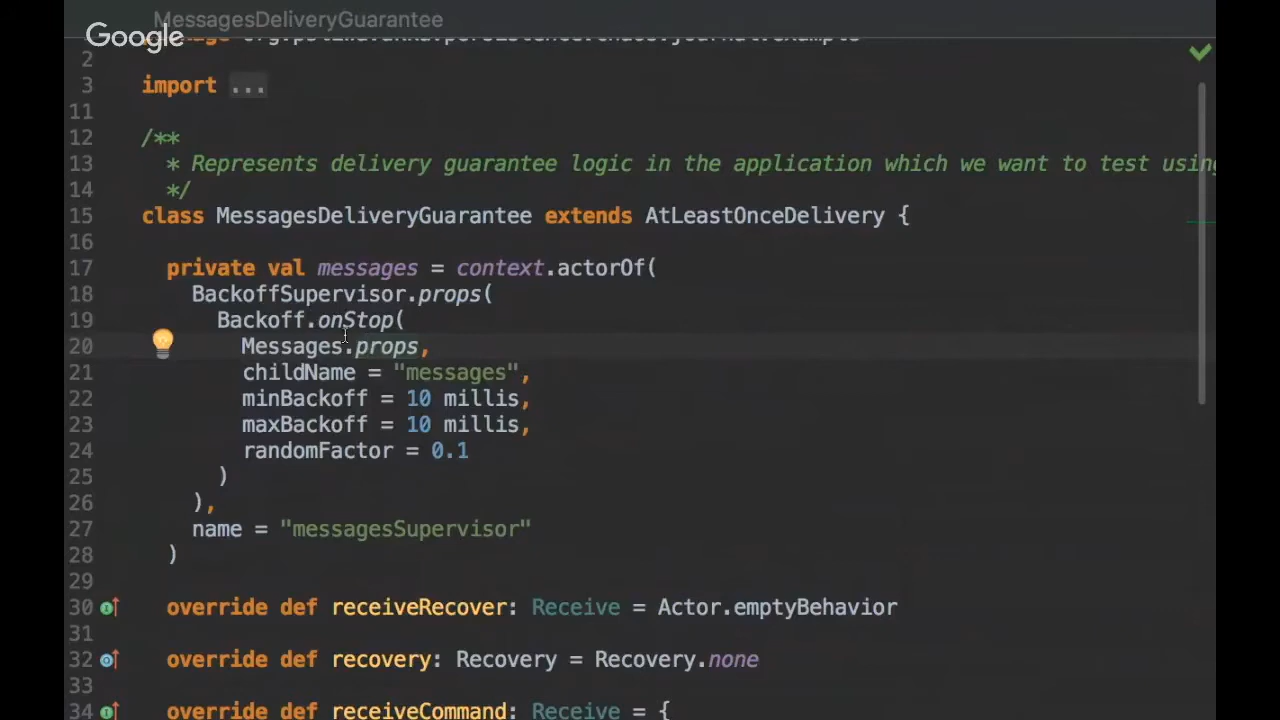 MessagesDeliveryGuarantee
Google
2
3 import ...
11
12 /**
13 * Represents delivery guarantee logic in the application which we want to test using
14 */
15 class MessagesDeliveryGuarantee extends AtLeastOnceDelivery {
16
17 private val messages = context.actorOf(
18 BackoffSupervisor.props(
19 Backoff.onStop(
20 Messages.props,
21 childName = "messages",
22 minBackoff = 10 millis,
23 maxBackoff = 10 millis,
24 randomFactor = 0.1
25 )
26 ),
27 name = "messagesSupervisor"
28 )
29
30 override def receiveRecover: Receive = Actor.emptyBehavior
31
32 override def recovery: Recovery = Recovery.none
33
34 override def receiveCommand: Receive = {